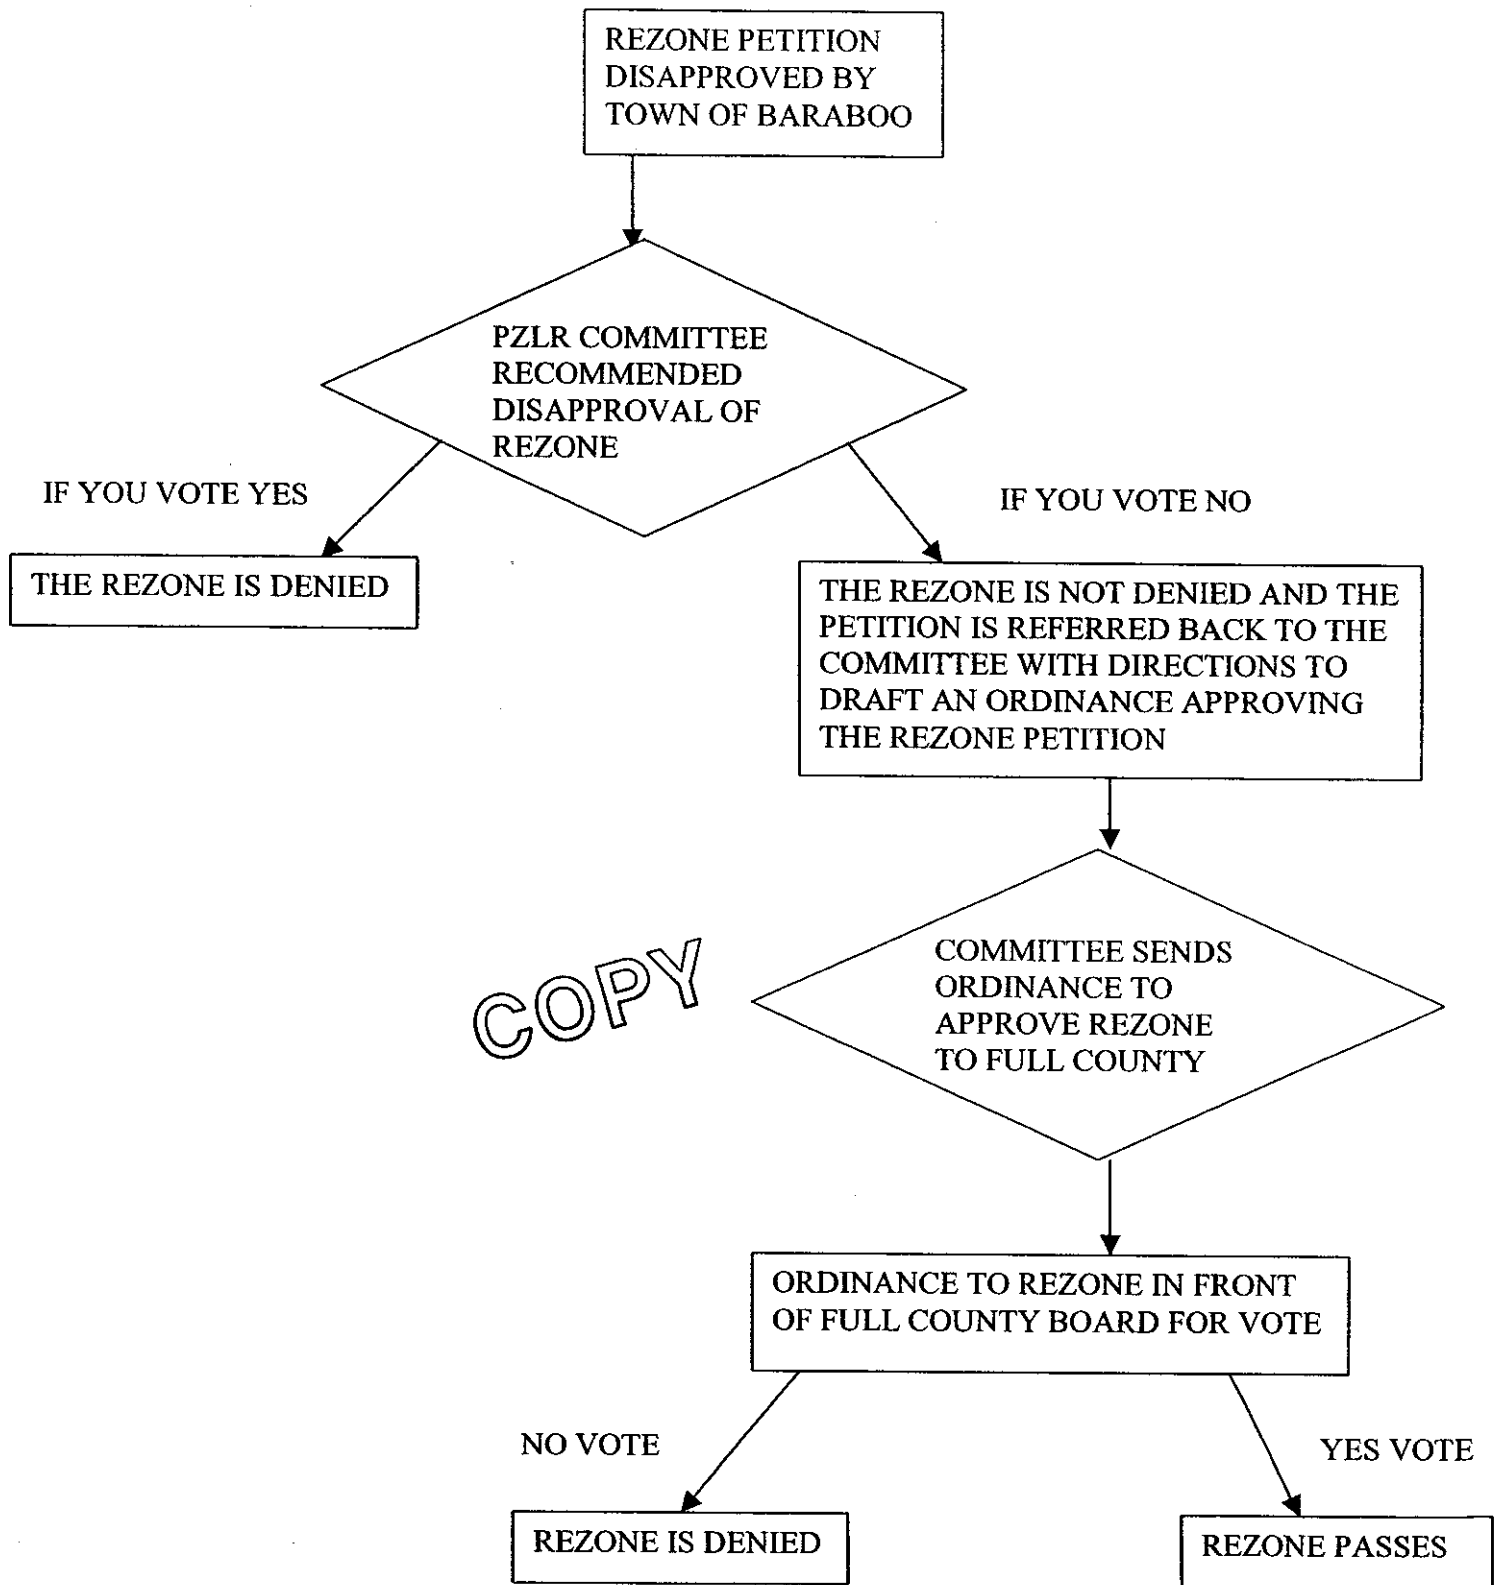 REZONE PETITION
DISAPPROVED BY
TOWN OF BARABOO
PZLR COMMITTEE
RECOMMENDED
DISAPPROVAL OF
REZONE
IF YOU VOTE YES
IF YOU VOTE NO
THE REZONE IS DENIED
THE REZONE IS NOT DENIED AND THE
PETITION IS REFERRED BACK TO THE
COMMITTEE WITH DIRECTIONS TO
DRAFT AN ORDINANCE APPROVING
THE REZONE PETITION
COPY
COMMITTEE SENDS
ORDINANCE TO
APPROVE REZONE
TO FULL COUNTY
ORDINANCE TO REZONE IN FRONT
OF FULL COUNTY BOARD FOR VOTE
NO VOTE
YES VOTE
REZONE IS DENIED
REZONE PASSES